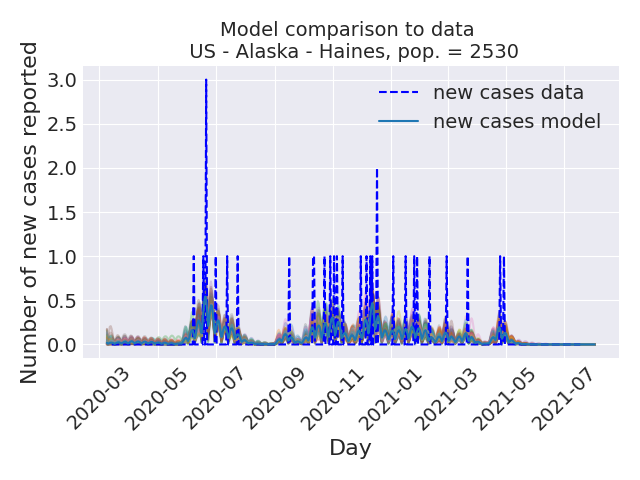 Model comparison to data
US - Alaska - Haines, pop. = 2530
Number of new cases reported
3.0
2.5
2.0
1.5
1.0
0.5
0.0
new cases data
new cases model
2020-03
2020-05
2020-07
2020-09
2020-11
2021-01
2021-03
2021-05
2021-07
Day